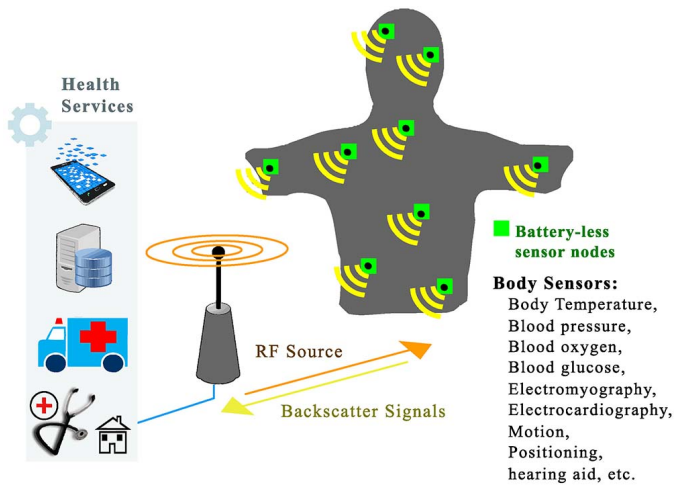 Health
Services
Battery-less
sensor nodes
Body Sensors:
Body Temperature,
Blood pressure,
Blood oxygen,
Blood glucose,
Electromyography,
Electrocardiography,
Motion,
Positioning,
hearing aid, etc.
RF Source
Backscatter Signals